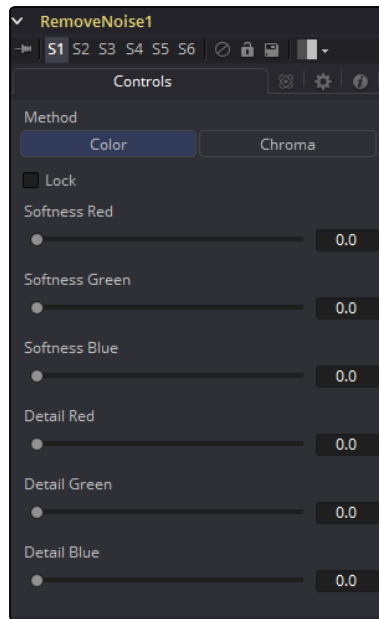 RemoveNoise1
S1 S2 S3 S4 S5 S6
Controls
Method
Color Chroma
Lock
Softness Red
0.0
Softness Green
0.0
Softness Blue
0.0
Detail Red
0.0
Detail Green
0.0
Detail Blue
0.0